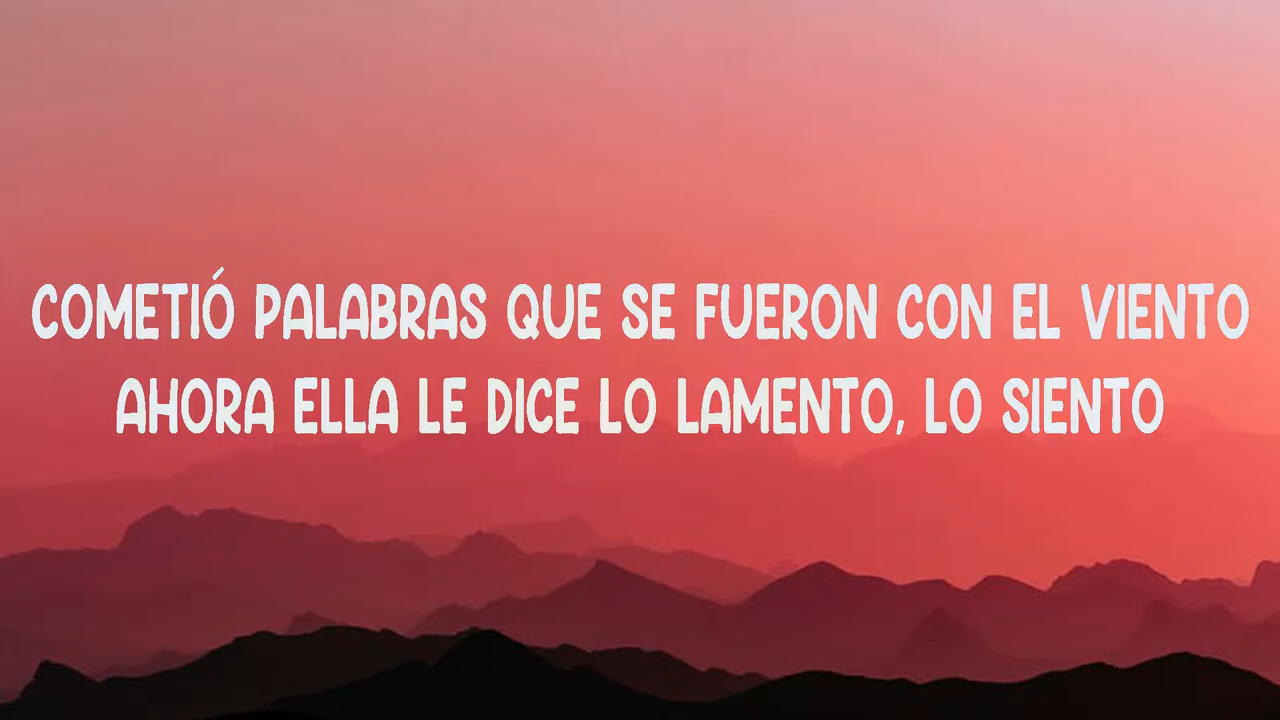 COMETIÓ PALABRAS QUE SE FUERON CON EL VIENTO
AHORA ELLA LE DICE LO LAMENTO, LO SIENTO